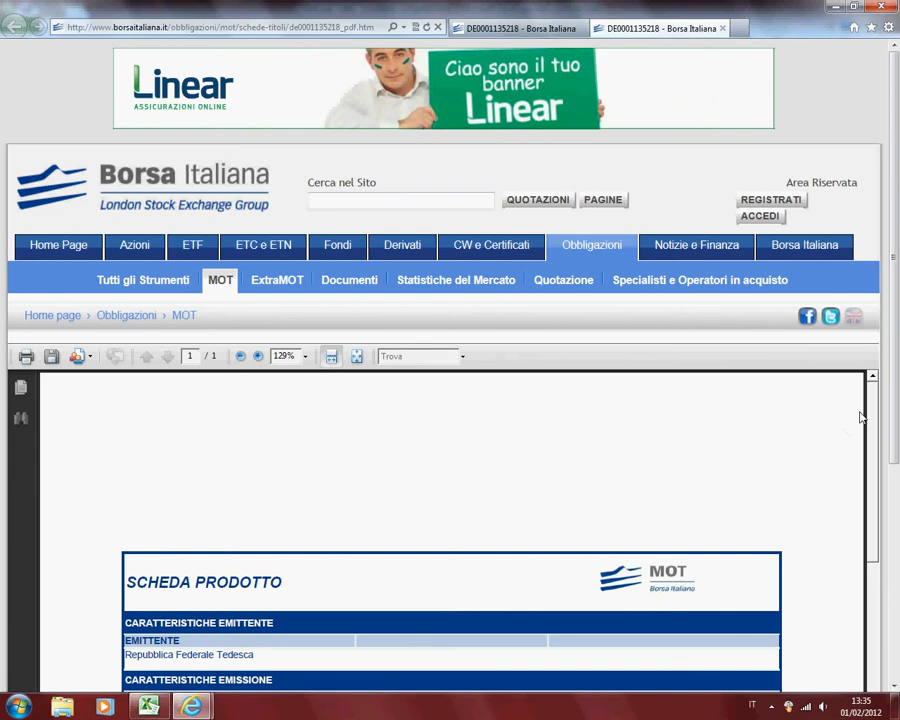 http://www.borsaitaliana.it/obbligazioni/mot/schede-titoli/de0001135218_pdf.htm
DE0001135218 - Borsa Italiana
DE0001135218 - Borsa Italiana
Linear
ASSICURAZIONI ONLINE
Ciao sono il tuo
banner
Linear
Borsa Italiana
London Stock Exchange Group
Cerca nel Sito
QUOTAZIONI
PAGINE
Area Riservata
REGISTRATI
ACCEDI
Home Page
Azioni
ETF
ETC e ETN
Fondi
Derivati
CW e Certificati
Obbligazioni
Notizie e Finanza
Borsa Italiana
Tutti gli Strumenti
MOT
ExtraMOT
Documenti
Statistiche del Mercato
Quotazione
Specialisti e Operatori in acquisto
Home page › Obbligazioni › MOT
1 / 1
129%
Trova
SCHEDA PRODOTTO
MOT
Borsa Italiana
CARATTERISTICHE EMITTENTE
EMITTENTE
Repubblica Federale Tedesca
CARATTERISTICHE EMISSIONE
IT
13:35
01/02/2012